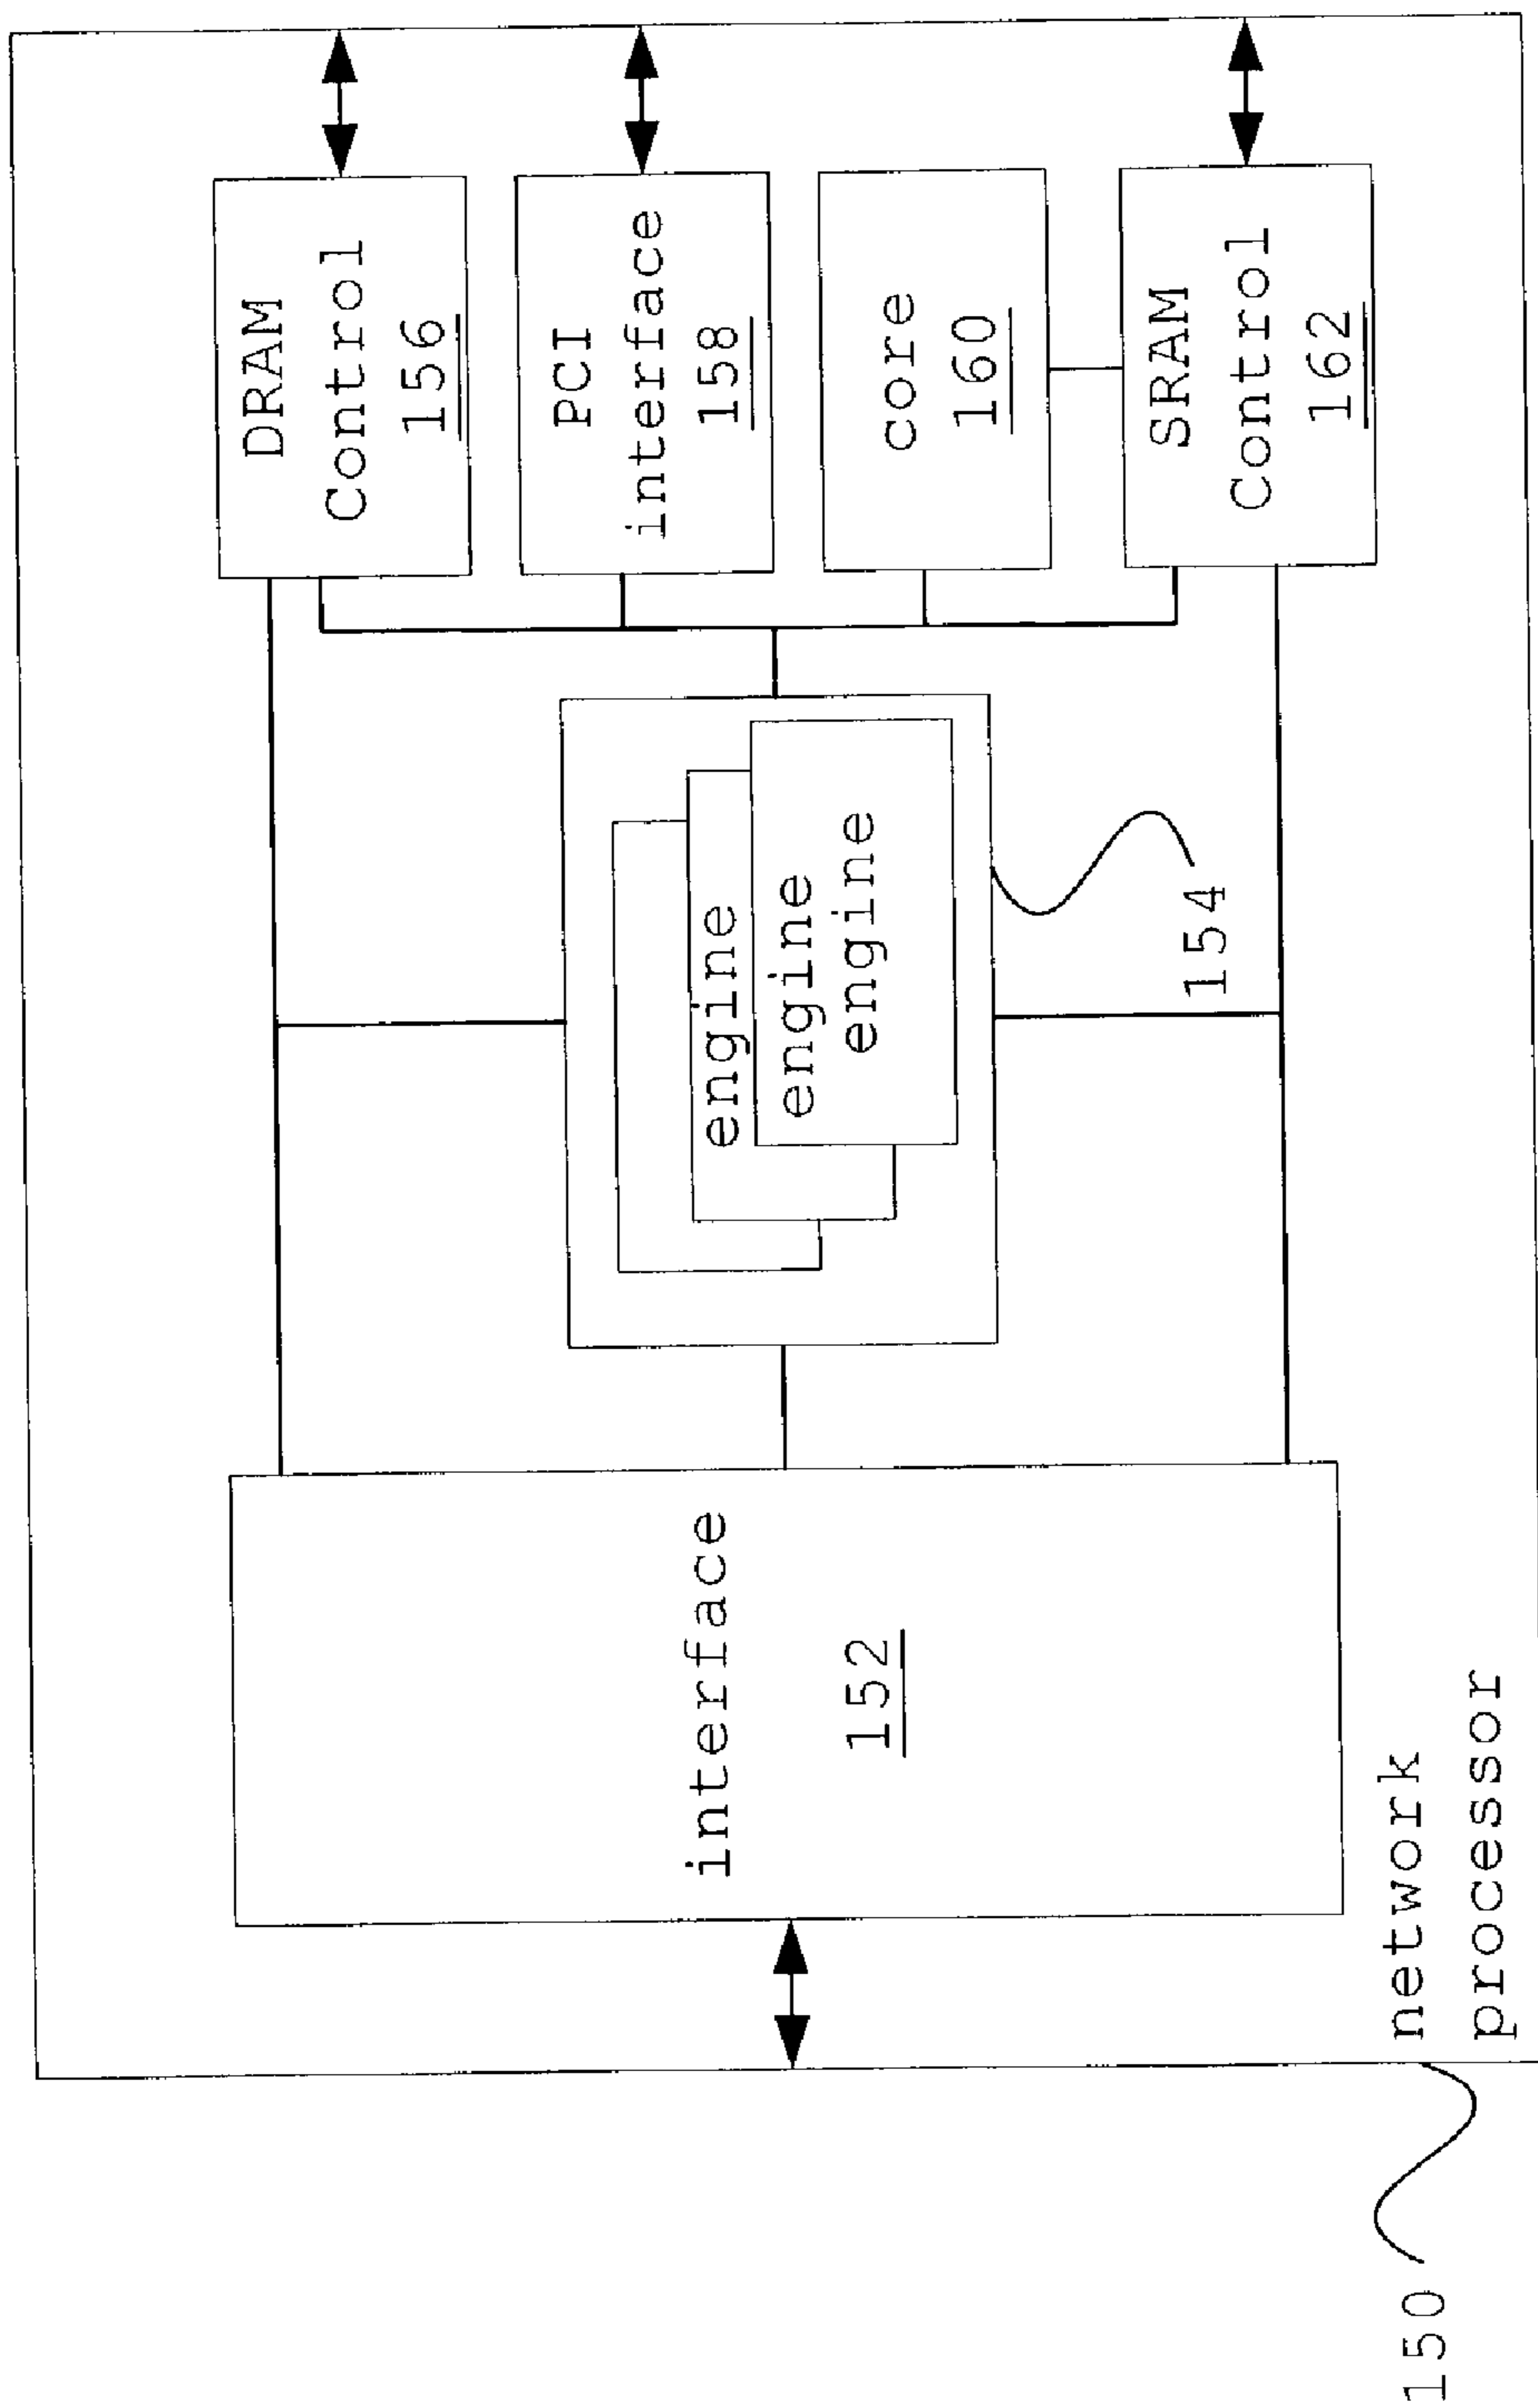 DRAM
Control
156
PCI
interface
158
core
160
SRAM
Control
162
engine
engine
engine
154
interface
152
network
processor
150